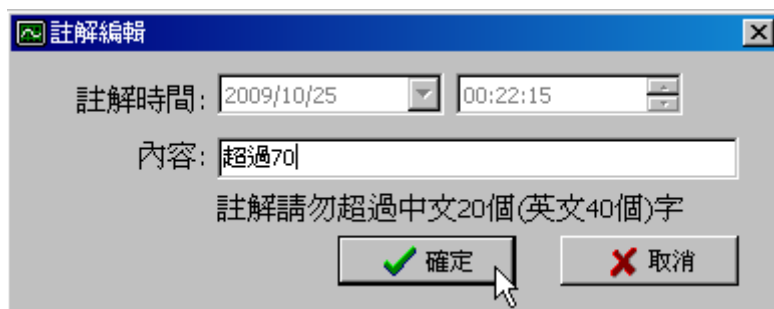 註解編輯
註解時間: 2009/10/25 00:22:15
內容: 超過70
註解請勿超過中文20個(英文40個)字
確定 取消